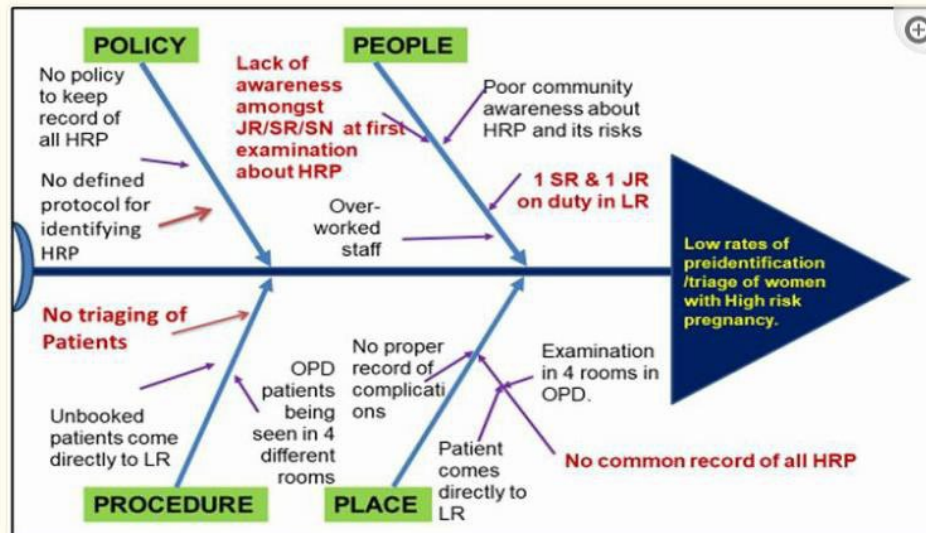 POLICY
No policy
to keep
record of
all HRP
No defined
protocol for
identifying
HRP
Lack of
awareness
amongst
JR/SR/SN at first
examination
about HRP
PEOPLE
Poor community
awareness about
HRP and its risks
1 SR & 1 JR
on duty in LR
Over-
worked
staff
Low rates of
preidentification
/triage of women
with High risk
pregnancy.
No triaging of
Patients
Unbooked
patients come
directly to LR
OPD
patients
being
seen in 4
different
rooms
PROCEDURE
No proper
record of
complicati
ons
Examination
in 4 rooms in
OPD.
Patient
comes
directly to
LR
No common record of all HRP
PLACE